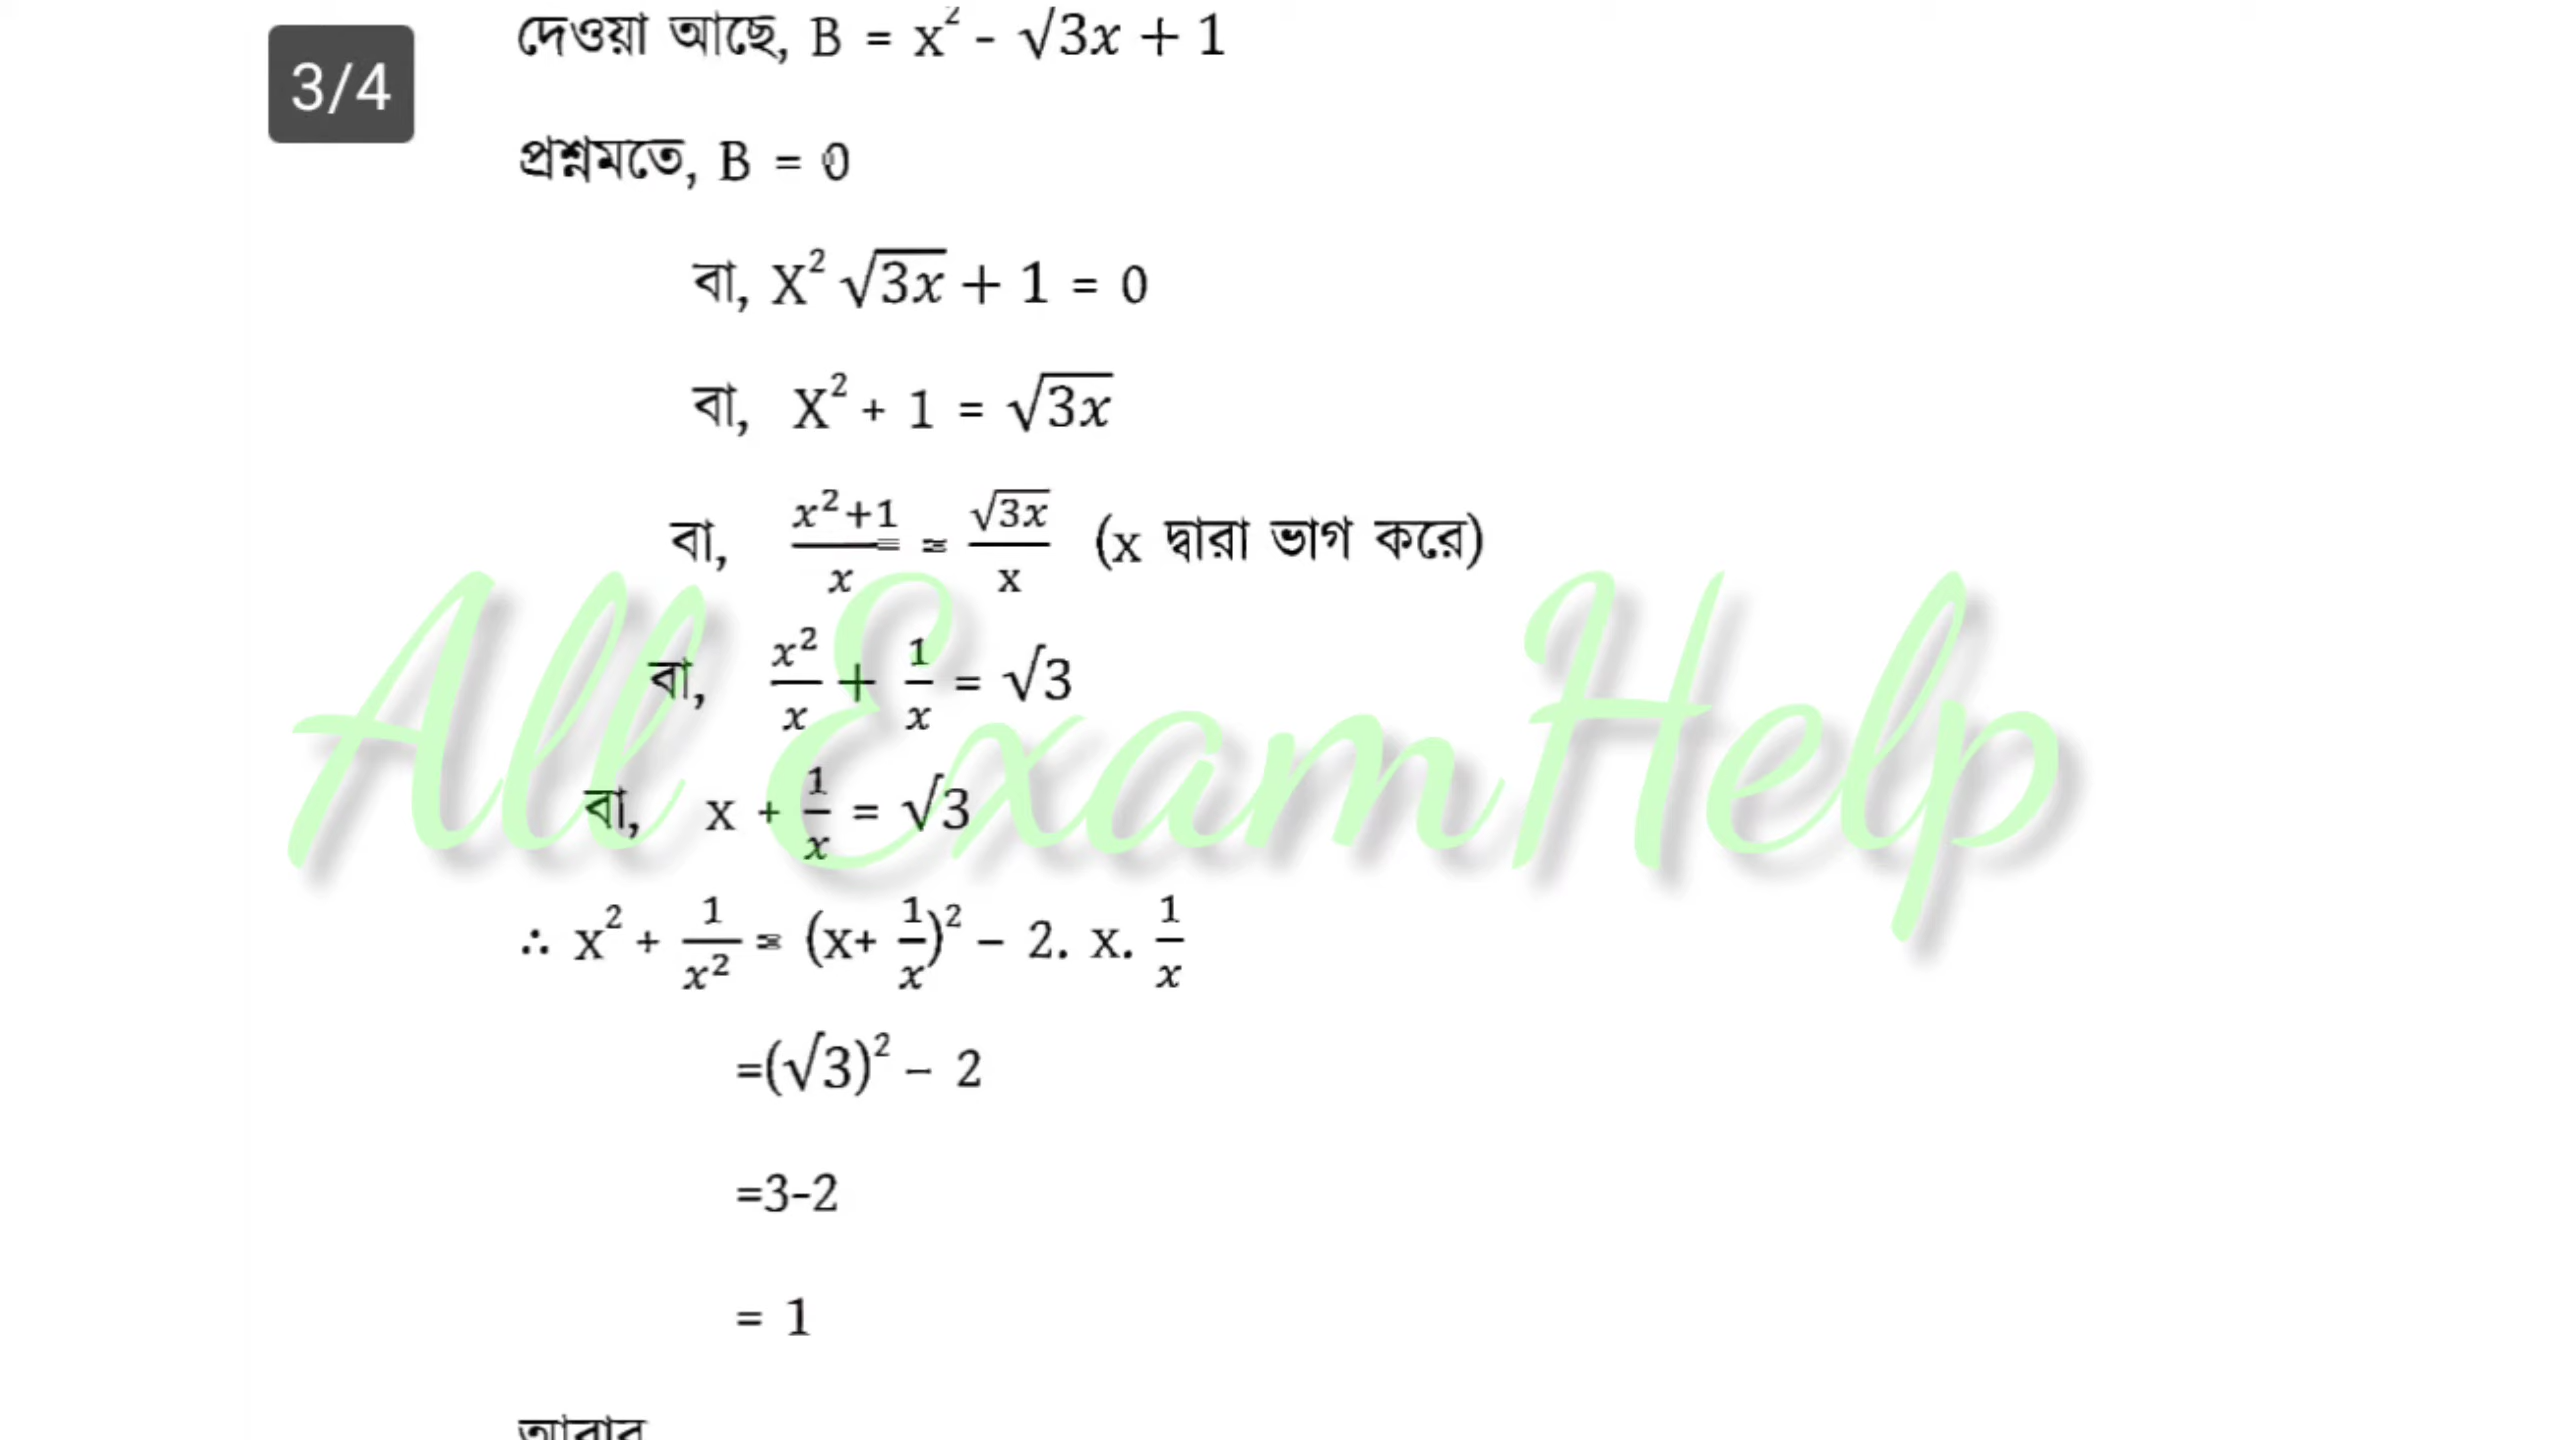 3/4
দেওয়া আছে, B = x² - √3x + 1
প্রশ্নমতে, B = 0
বা, X² √3x + 1 = 0
বা, X² + 1 = √3x
বা, x²+1/x = √3x/x (x দ্বারা ভাগ করে)
বা, x²/x + 1/x = √3
বা, x + 1/x = √3
∴ x² + 1/x² = (x+ 1/x)² − 2. x. 1/x
=(√3)² − 2
=3-2
= 1
All Exam Help